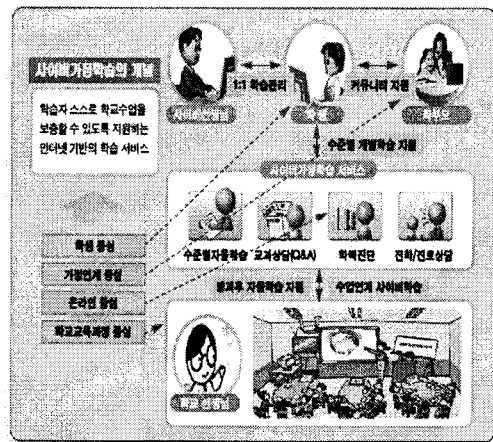 사이버가정학습의 개념
학습자 스스로 학교수업을
보충할 수 있도록 지원하는
인터넷 기반의 학습 서비스
1:1 학습관리
커뮤니티 지원
사이버선생님
학생
학부모
수준별 개별학습 지원
사이버가정학습 서비스
수준별자율학습
교과상담(Q&A)
학력진단
진학/진로상담
학생 중심
가정연계 중심
온라인 중심
학교교육과정 중심
방과후 자율학습 지원
수업연계 사이버학습
학교 선생님